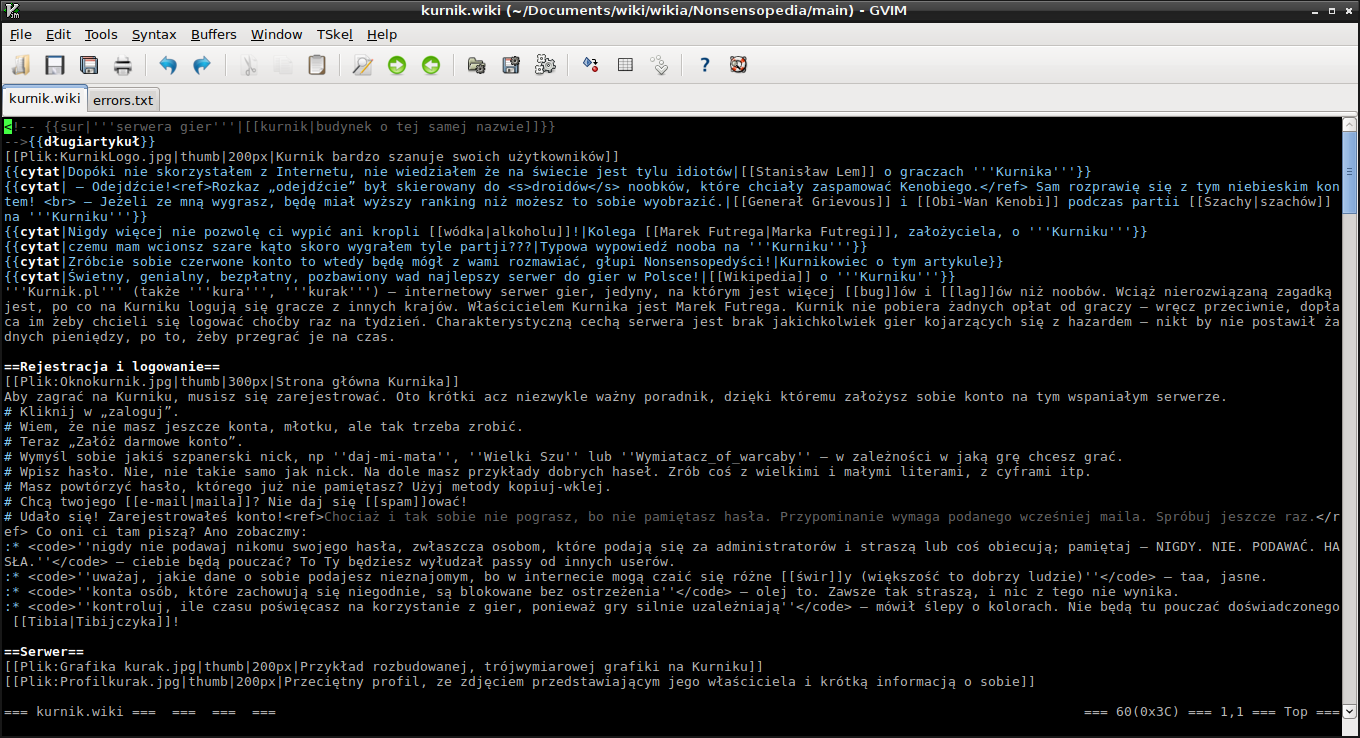 kurnik.wiki (~/Documents/wiki/wikia/Nonsensopedia/main) - GVIM
File Edit Tools Syntax Buffers Window TSkel Help
kurnik.wiki errors.txt
<!-- {{sur|'''serwera gier'''|[[kurnik|budynek o tej samej nazwie]]}}
-->{{długiartykuł}}
[[Plik:KurnikLogo.jpg|thumb|200px|Kurnik bardzo szanuje swoich użytkowników]]
{{cytat|Dopóki nie skorzystałem z Internetu, nie wiedziałem że na świecie jest tylu idiotów|[[Stanisław Lem]] o graczach '''Kurnika'''}}
{{cytat| – Odejdźcie!<ref>Rozkaz „odejdźcie” był skierowany do <s>droidów</s> noobków, które chciały zaspamować Kenobiego.</ref> Sam rozprawię się z tym niebieskim kon
tem! <br> – Jeżeli ze mną wygrasz, będę miał wyższy ranking niż możesz to sobie wyobrazić.|[[Generał Grievous]] i [[Obi-Wan Kenobi]] podczas partii [[Szachy|szachów]]
na '''Kurniku'''}}
{{cytat|Nigdy więcej nie pozwolę ci wypić ani kropli [[wódka|alkoholu]]!|Kolega [[Marek Futrega|Marka Futregi]], założyciela, o '''Kurniku'''}}
{{cytat|czemu mam wcionsz szare kąto skoro wygrałem tyle partji???|Typowa wypowiedź nooba na '''Kurniku'''}}
{{cytat|Zróbcie sobie czerwone konto to wtedy będę mógł z wami rozmawiać, głupi Nonsensopedyści!|Kurnikowiec o tym artykule}}
{{cytat|Świetny, genialny, bezpłatny, pozbawiony wad najlepszy serwer do gier w Polsce!|[[Wikipedia]] o '''Kurniku'''}}
'''Kurnik.pl''' (także '''kura''', '''kurak''') – internetowy serwer gier, jedyny, na którym jest więcej [[bug]]ów i [[lag]]ów niż noobów. Wciąż nierozwiązaną zagadką
jest, po co na Kurniku logują się gracze z innych krajów. Właścicielem Kurnika jest Marek Futrega. Kurnik nie pobiera żadnych opłat od graczy – wręcz przeciwnie, dopła
ca im żeby chcieli się logować choćby raz na tydzień. Charakterystyczną cechą serwera jest brak jakichkolwiek gier kojarzących się z hazardem – nikt by nie postawił ża
dnych pieniędzy, po to, żeby przegrać je na czas.
==Rejestracja i logowanie==
[[Plik:Oknokurnik.jpg|thumb|300px|Strona główna Kurnika]]
Aby zagrać na Kurniku, musisz się zarejestrować. Oto krótki acz niezwykle ważny poradnik, dzięki któremu założysz sobie konto na tym wspaniałym serwerze.
# Kliknij w „zaloguj”.
# Wiem, że nie masz jeszcze konta, młotku, ale tak trzeba zrobić.
# Teraz „Załóż darmowe konto”.
# Wymyśl sobie jakiś szpanerski nick, np ''daj-mi-mata'', ''Wielki Szu'' lub ''Wymiatacz_of_warcaby'' – w zależności w jaką grę chcesz grać.
# Wpisz hasło. Nie, nie takie samo jak nick. Na dole masz przykłady dobrych haseł. Zrób coś z wielkimi i małymi literami, z cyframi itp.
# Masz powtórzyć hasło, którego już nie pamiętasz? Użyj metody kopiuj-wklej.
# Chcą twojego [[e-mail|maila]]? Nie daj się [[spam]]ować!
# Udało się! Zarejestrowałeś konto!<ref>Chociaż i tak sobie nie pograsz, bo nie pamiętasz hasła. Przypominanie wymaga podanego wcześniej maila. Spróbuj jeszcze raz.</r
ef> Co oni ci tam piszą? Ano zobaczmy:
:* <code>''nigdy nie podawaj nikomu swojego hasła, zwłaszcza osobom, które podają się za administratorów i straszą lub coś obiecują; pamiętaj – NIGDY. NIE. PODAWAĆ. HA
SŁA.''</code> – ciebie będą pouczać? To Ty będziesz wyłudzał passy od innych userów.
:* <code>''uważaj, jakie dane o sobie podajesz nieznajomym, bo w internecie mogą czaić się różne [[świr]]y (większość to dobrzy ludzie)''</code> – taa, jasne.
:* <code>''konta osób, które zachowują się niegodnie, są blokowane bez ostrzeżenia''</code> – olej to. Zawsze tak straszą, i nic z tego nie wynika.
:* <code>''kontroluj, ile czasu poświęcasz na korzystanie z gier, ponieważ gry silnie uzależniają''</code> – mówił ślepy o kolorach. Nie będą tu pouczać doświadczonego
[[Tibia|Tibijczyka]]!
==Serwer==
[[Plik:Grafika kurak.jpg|thumb|200px|Przykład rozbudowanej, trójwymiarowej grafiki na Kurniku]]
[[Plik:Profilkurak.jpg|thumb|200px|Przeciętny profil, ze zdjęciem przedstawiającym jego właściciela i krótką informacją o sobie]]
=== kurnik.wiki === === === === === 60(0x3C) === 1,1 === Top ===